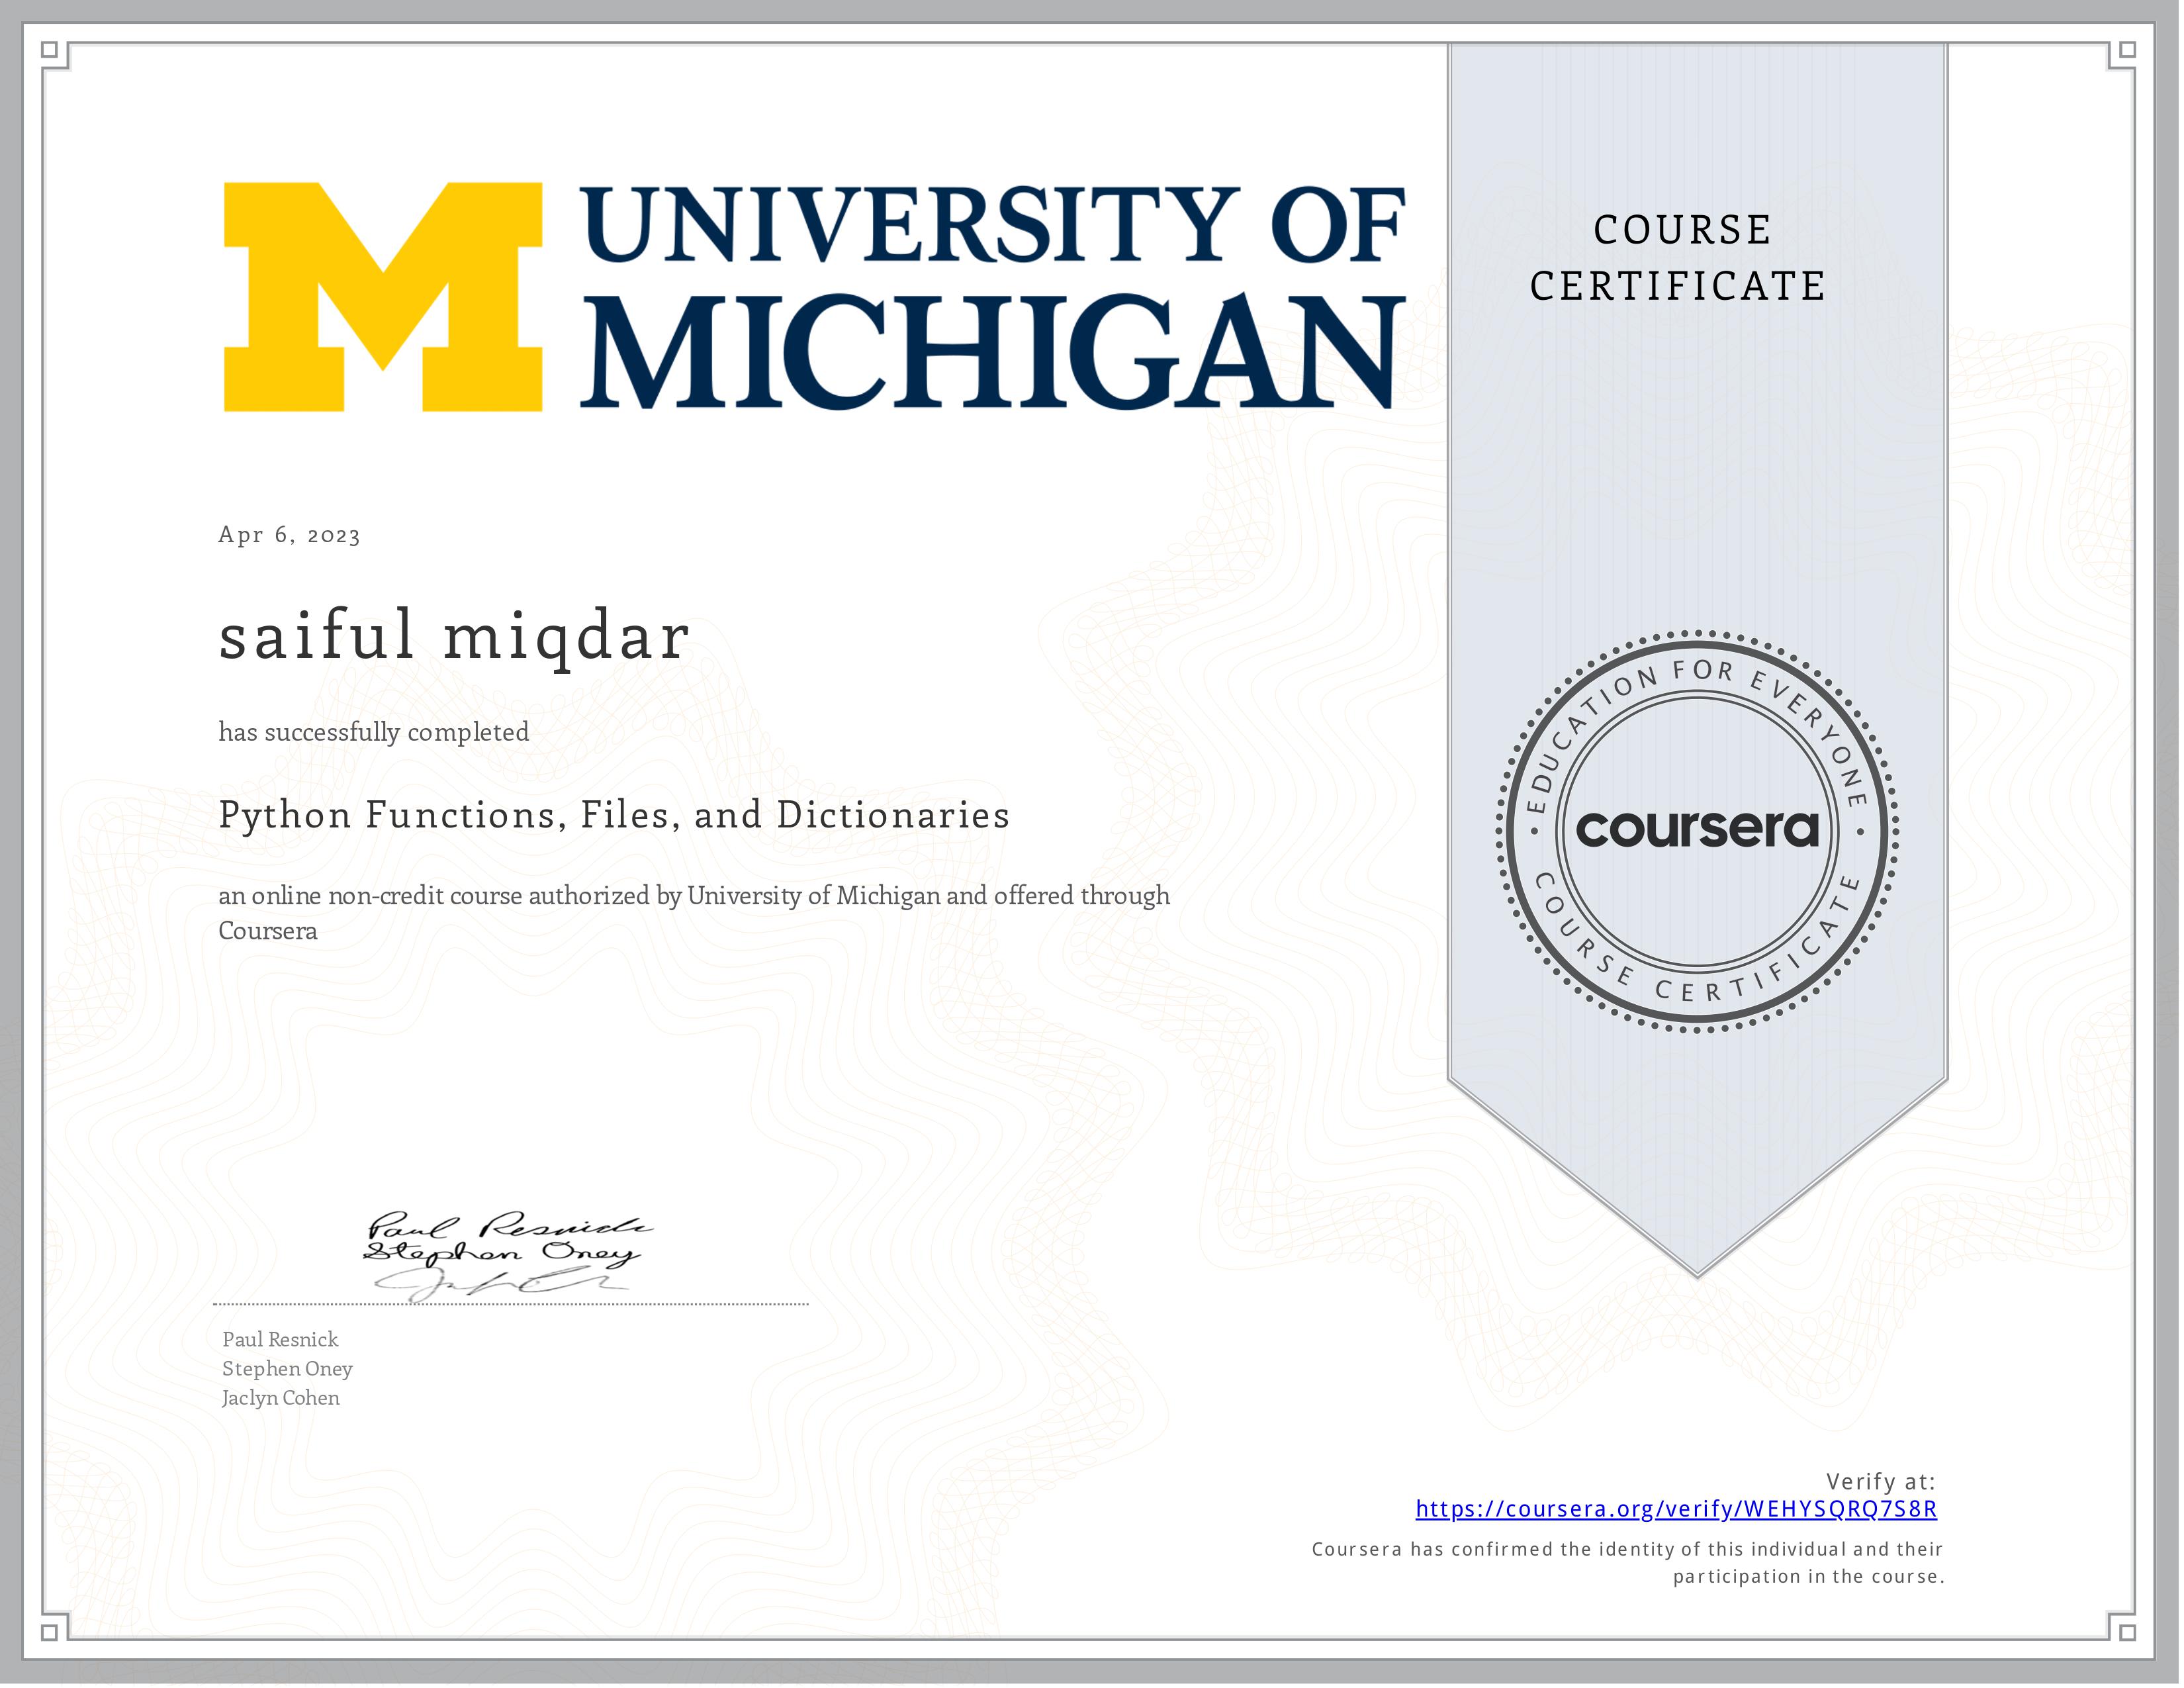 UNIVERSITY OF
MICHIGAN
COURSE
CERTIFICATE
Apr 6, 2023
saiful miqdar
has successfully completed
Python Functions, Files, and Dictionaries
an online non-credit course authorized by University of Michigan and offered through
Coursera
EDUCATION FOR EVERYONE
coursera
COURSE CERTIFICATE
Paul Resnick
Stephen Oney
Paul Resnick
Stephen Oney
Jaclyn Cohen
Verify at:
https://coursera.org/verify/WEHYSQRQ7S8R
Coursera has confirmed the identity of this individual and their
participation in the course.